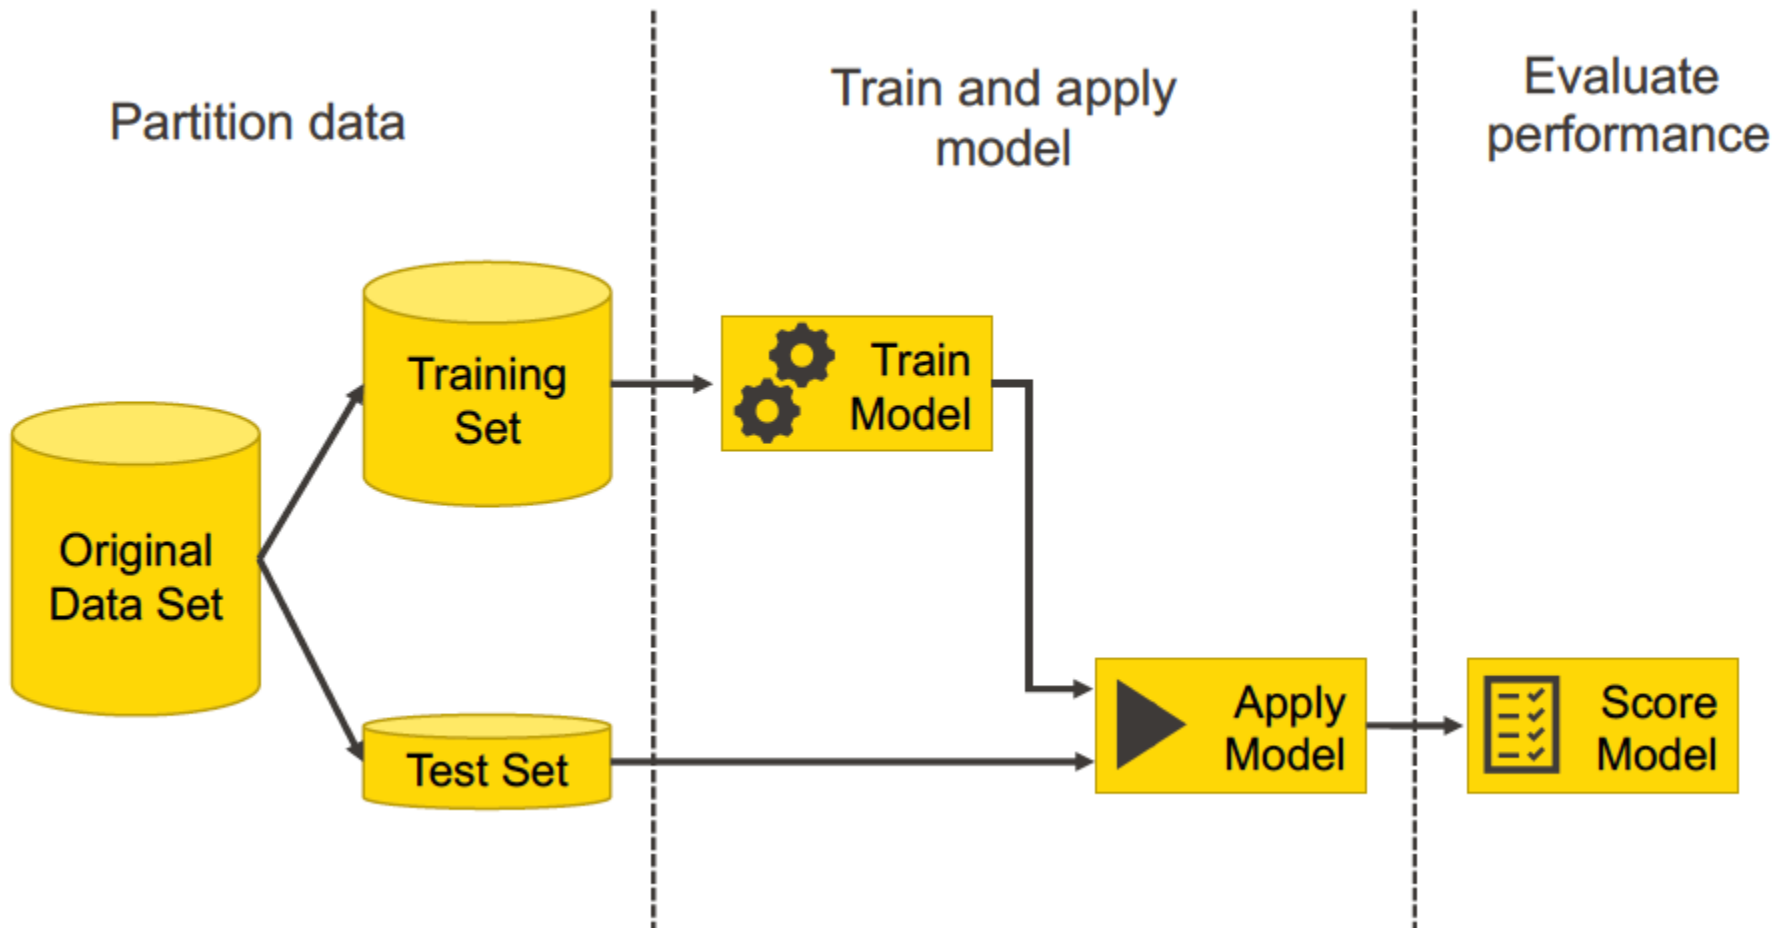 Partition data
Train and apply
model
Evaluate
performance
Original
Data Set
Training
Set
Test Set
Train
Model
Apply
Model
Score
Model